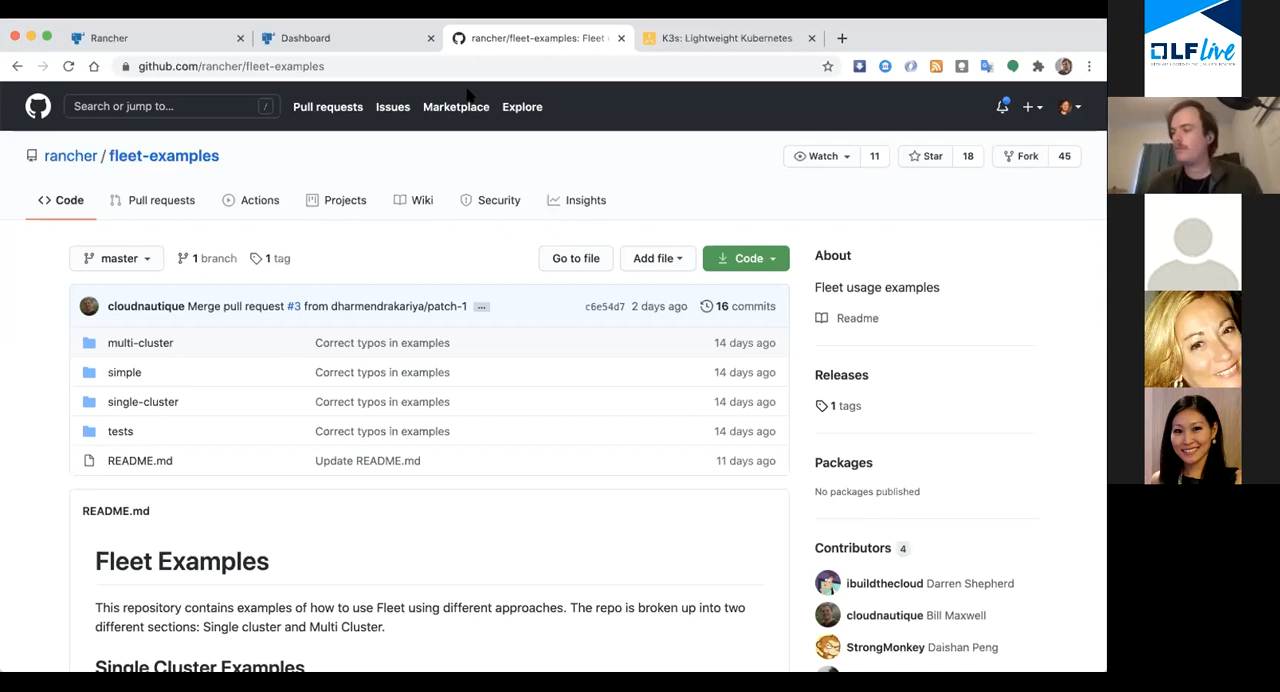 Rancher
Dashboard
rancher/fleet-examples: Fleet
K3s: Lightweight Kubernetes
github.com/rancher/fleet-examples
Search or jump to...
/
Pull requests
Issues
Marketplace
Explore
rancher / fleet-examples
Watch 11
Star 18
Fork 45
<> Code
Pull requests
Actions
Projects
Wiki
Security
Insights
master
1 branch
1 tag
Go to file
Add file
Code
cloudnautique Merge pull request #3 from dharmendrakariya/patch-1 ...
c6e54d7 2 days ago
16 commits
multi-cluster Correct typos in examples 14 days ago
simple Correct typos in examples 14 days ago
single-cluster Correct typos in examples 14 days ago
tests Correct typos in examples 14 days ago
README.md Update README.md 11 days ago
README.md
Fleet Examples
This repository contains examples of how to use Fleet using different approaches. The repo is broken up into two
different sections: Single cluster and Multi Cluster.
Single Cluster Examples
About
Fleet usage examples
Readme
Releases
1 tags
Packages
No packages published
Contributors 4
ibuildthecloud Darren Shepherd
cloudnautique Bill Maxwell
StrongMonkey Daishan Peng
LF Live